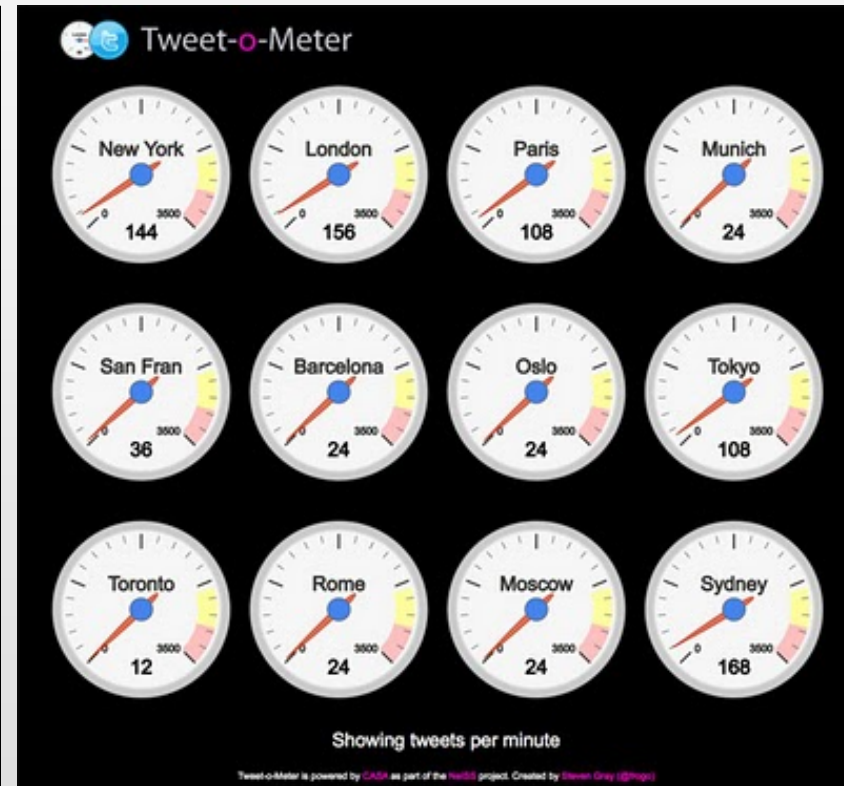 Tweet-o-Meter
New York London Paris Munich
0 3500 0 3500 0 3500 0 3500
144 156 108 24
San Fran Barcelona Oslo Tokyo
0 3500 0 3500 0 3500 0 3500
36 24 24 108
Toronto Rome Moscow Sydney
0 3500 0 3500 0 3500 0 3500
12 24 24 168
Showing tweets per minute
Tweet-o-Meter is powered by CASA as part of the NeISS project. Created by Steven Gray